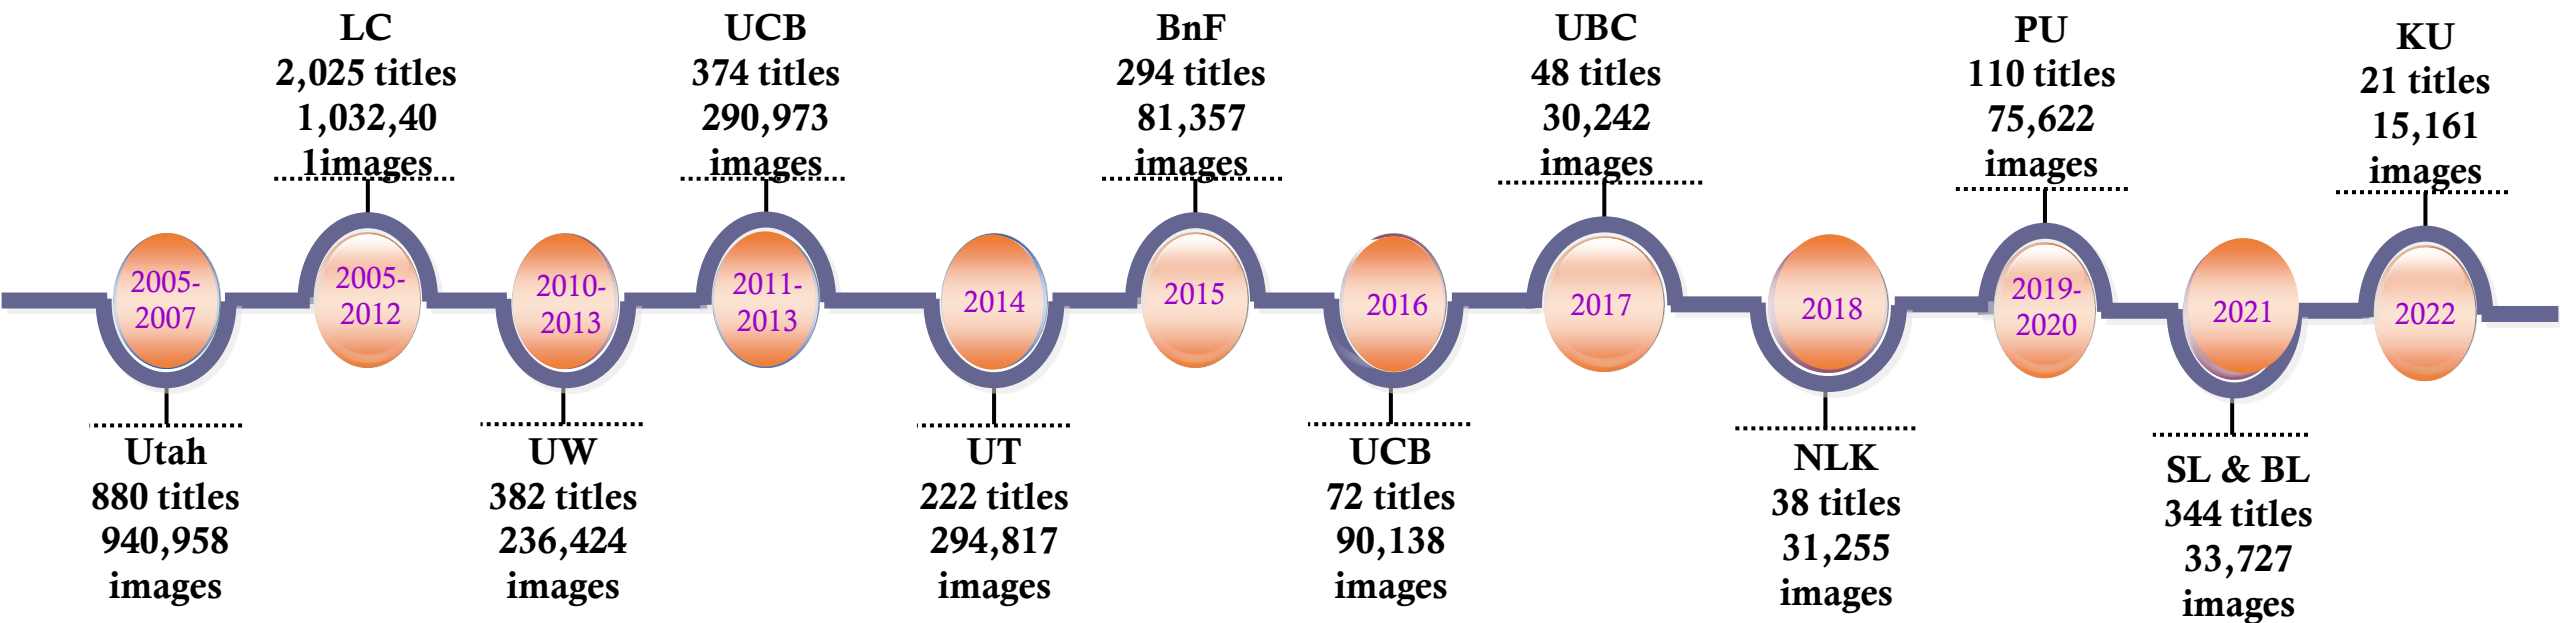 LC
2,025 titles
1,032,40
1images
UCB
374 titles
290,973
images
BnF
294 titles
81,357
images
UBC
48 titles
30,242
images
PU
110 titles
75,622
images
KU
21 titles
15,161
images
2005-
2007
2005-
2012
2010-
2013
2011-
2013
2014
2015
2016
2017
2018
2019-
2020
2021
2022
Utah
880 titles
940,958
images
UW
382 titles
236,424
images
UT
222 titles
294,817
images
UCB
72 titles
90,138
images
NLK
38 titles
31,255
images
SL & BL
344 titles
33,727
images